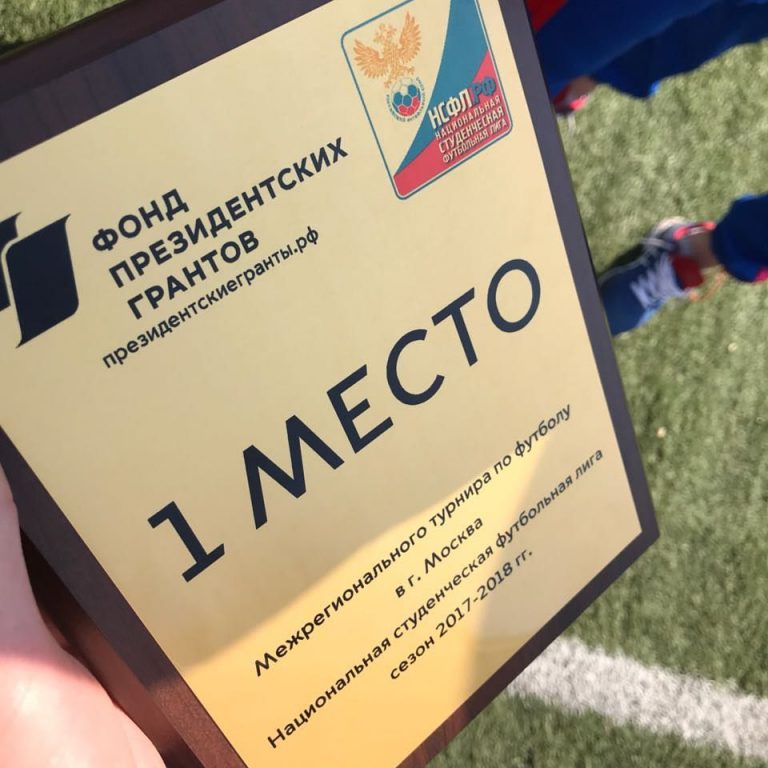 ФОНД
ПРЕЗИДЕНТСКИХ
ГРАНТОВ
президентскиегранты.рф
НСФЛ.РФ
НАЦИОНАЛЬНАЯ
СТУДЕНЧЕСКАЯ
ФУТБОЛЬНАЯ ЛИГА
1 МЕСТО
Межрегионального турнира по футболу
в г. Москва
Национальная студенческая футбольная лига
сезон 2017-2018 гг.